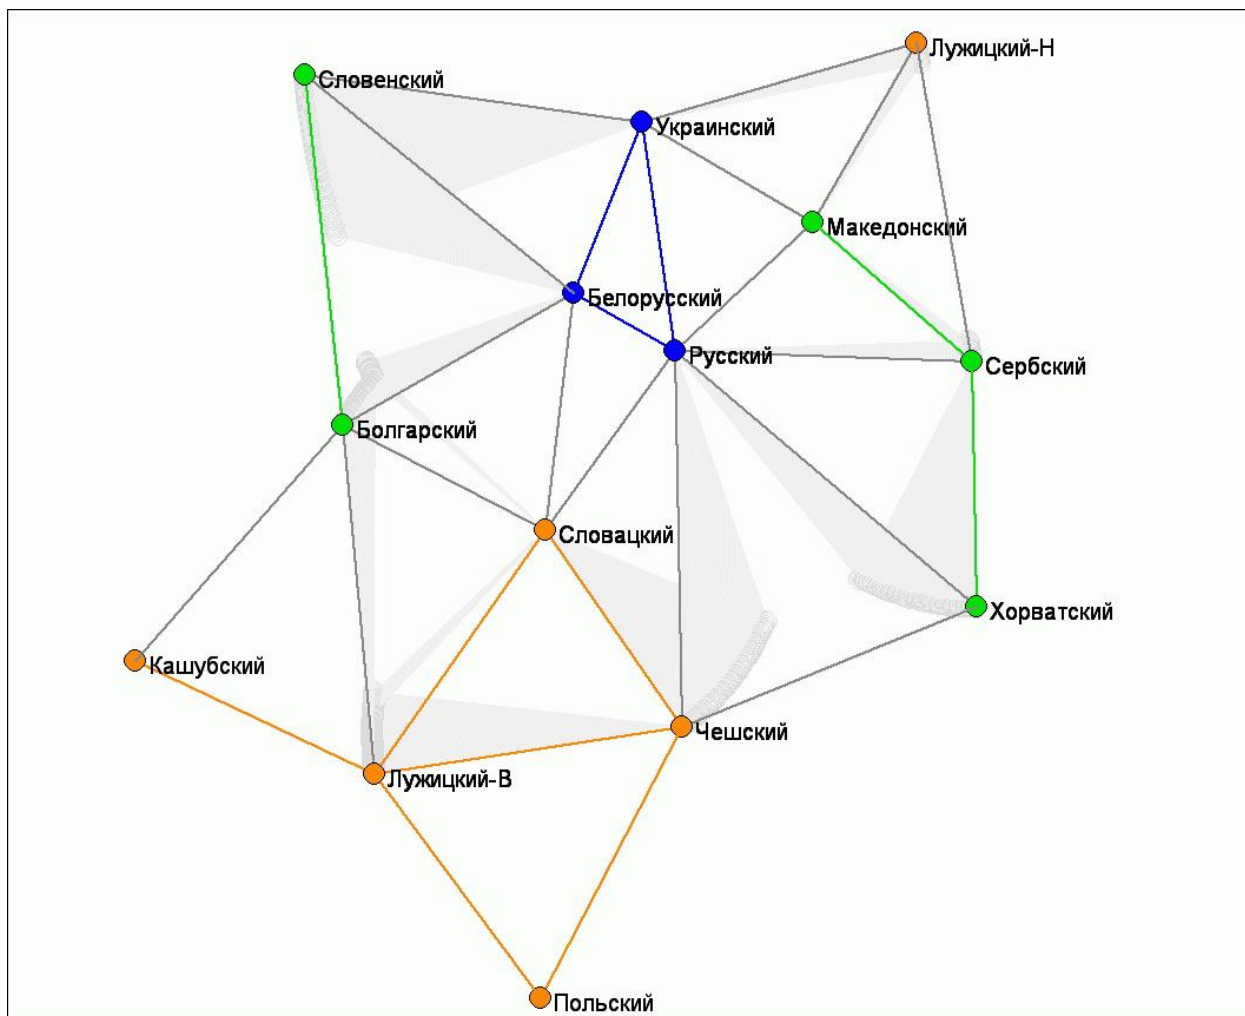 Лужицкий-Н
Словенский
Украинский
Македонский
Белорусский
Русский
Сербский
Болгарский
Словацкий
Хорватский
Кашубский
Чешский
Лужицкий-В
Польский